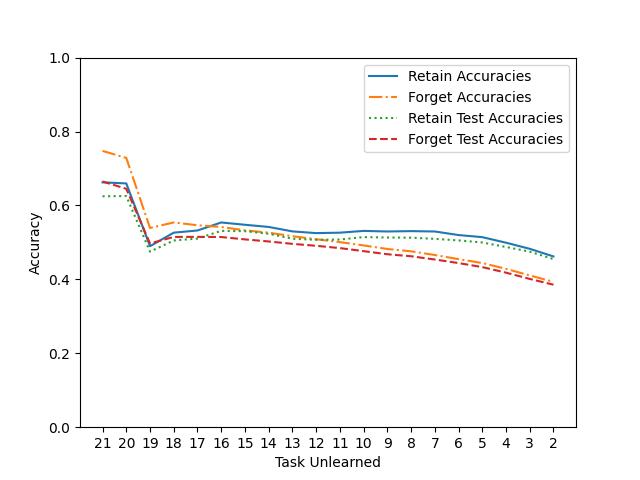 1.0
0.8
0.6
0.4
0.2
0.0
Accuracy
Retain Accuracies
Forget Accuracies
Retain Test Accuracies
Forget Test Accuracies
21 20 19 18 17 16 15 14 13 12 11 10 9 8 7 6 5 4 3 2
Task Unlearned